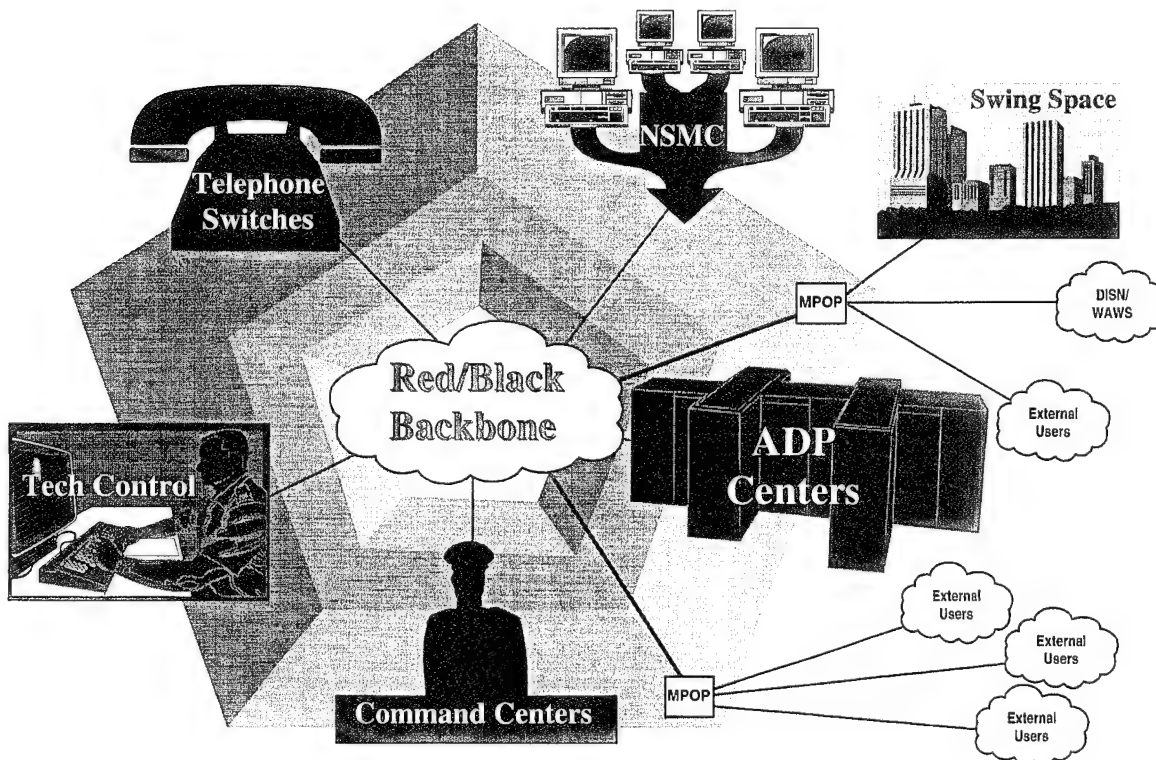 Swing Space
NSMC
Telephone
Switches
MPOP
DISN/
WAWS
Red/Black
Backbone
External
Users
ADP
Centers
Tech Control
External
Users
External
Users
MPOP
External
Users
Command Centers